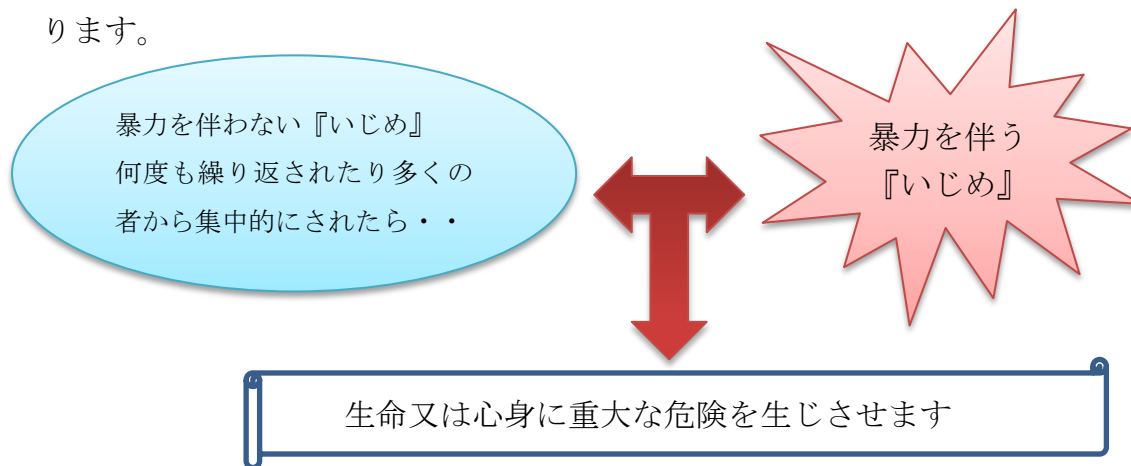 ります。
暴力を伴わない『いじめ』
何度も繰り返されたり多くの
者から集中的にされたら・・
暴力を伴う
『いじめ』
生命又は心身に重大な危険を生じさせます